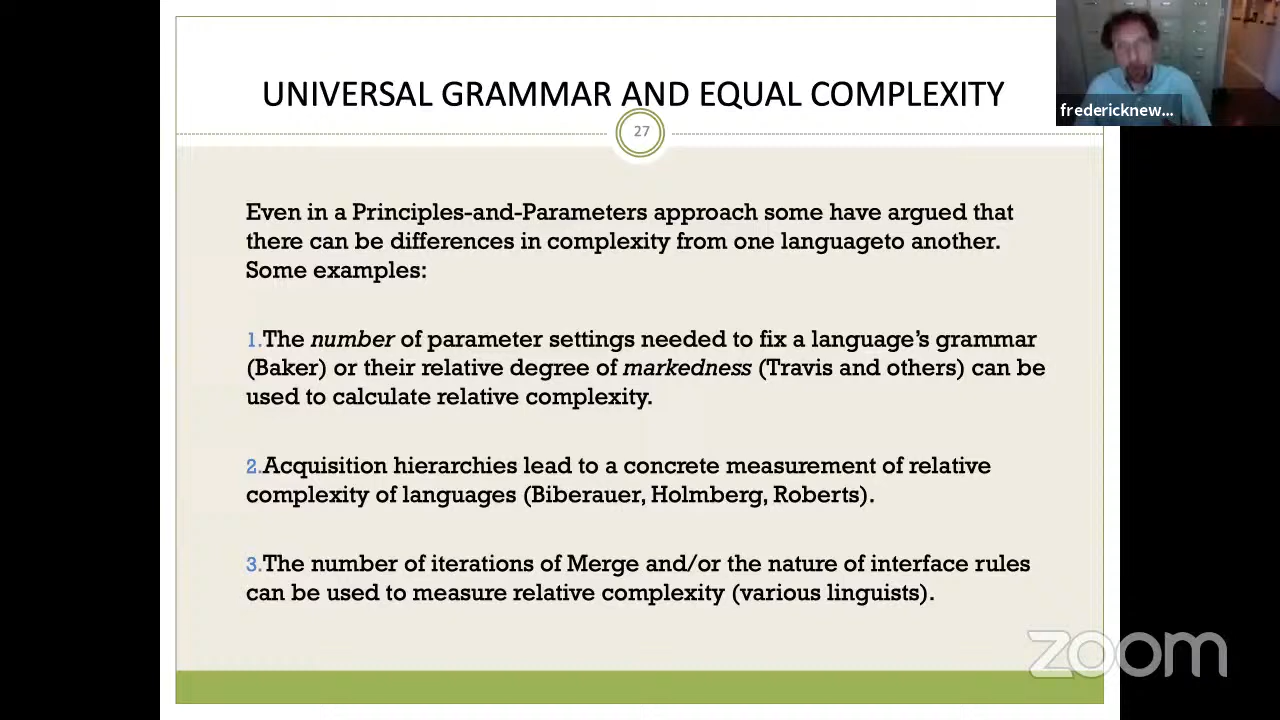 UNIVERSAL GRAMMAR AND EQUAL COMPLEXITY
fredericknew...
27
Even in a Principles-and-Parameters approach some have argued that
there can be differences in complexity from one languageto another.
Some examples:
1.The number of parameter settings needed to fix a language’s grammar
(Baker) or their relative degree of markedness (Travis and others) can be
used to calculate relative complexity.
2.Acquisition hierarchies lead to a concrete measurement of relative
complexity of languages (Biberauer, Holmberg, Roberts).
3.The number of iterations of Merge and/or the nature of interface rules
can be used to measure relative complexity (various linguists).
zoom